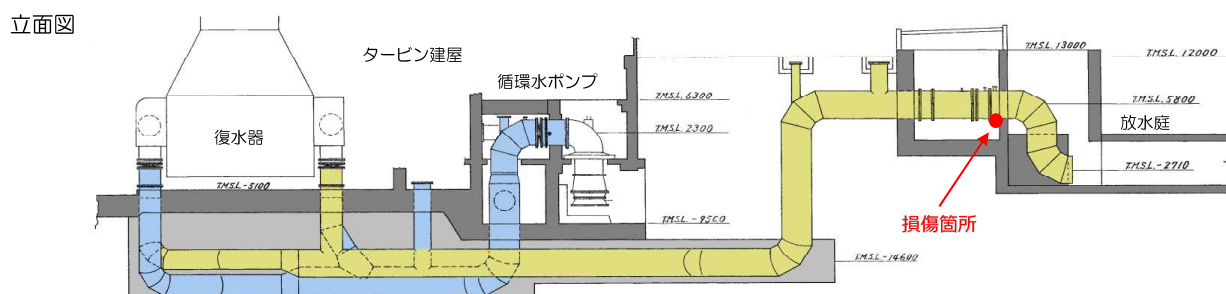 立面図
タービン建屋
循環水ポンプ
復水器
T.M.S.L.-5100
T.M.S.L. 6300
T.M.S.L. 2300
T.M.S.L. -9500
T.M.S.L -14600
T.M.S.L. 13000
T.M.S.L. 12000
T.M.S.L. 5800
放水庭
T.M.S.L. -2710
損傷箇所